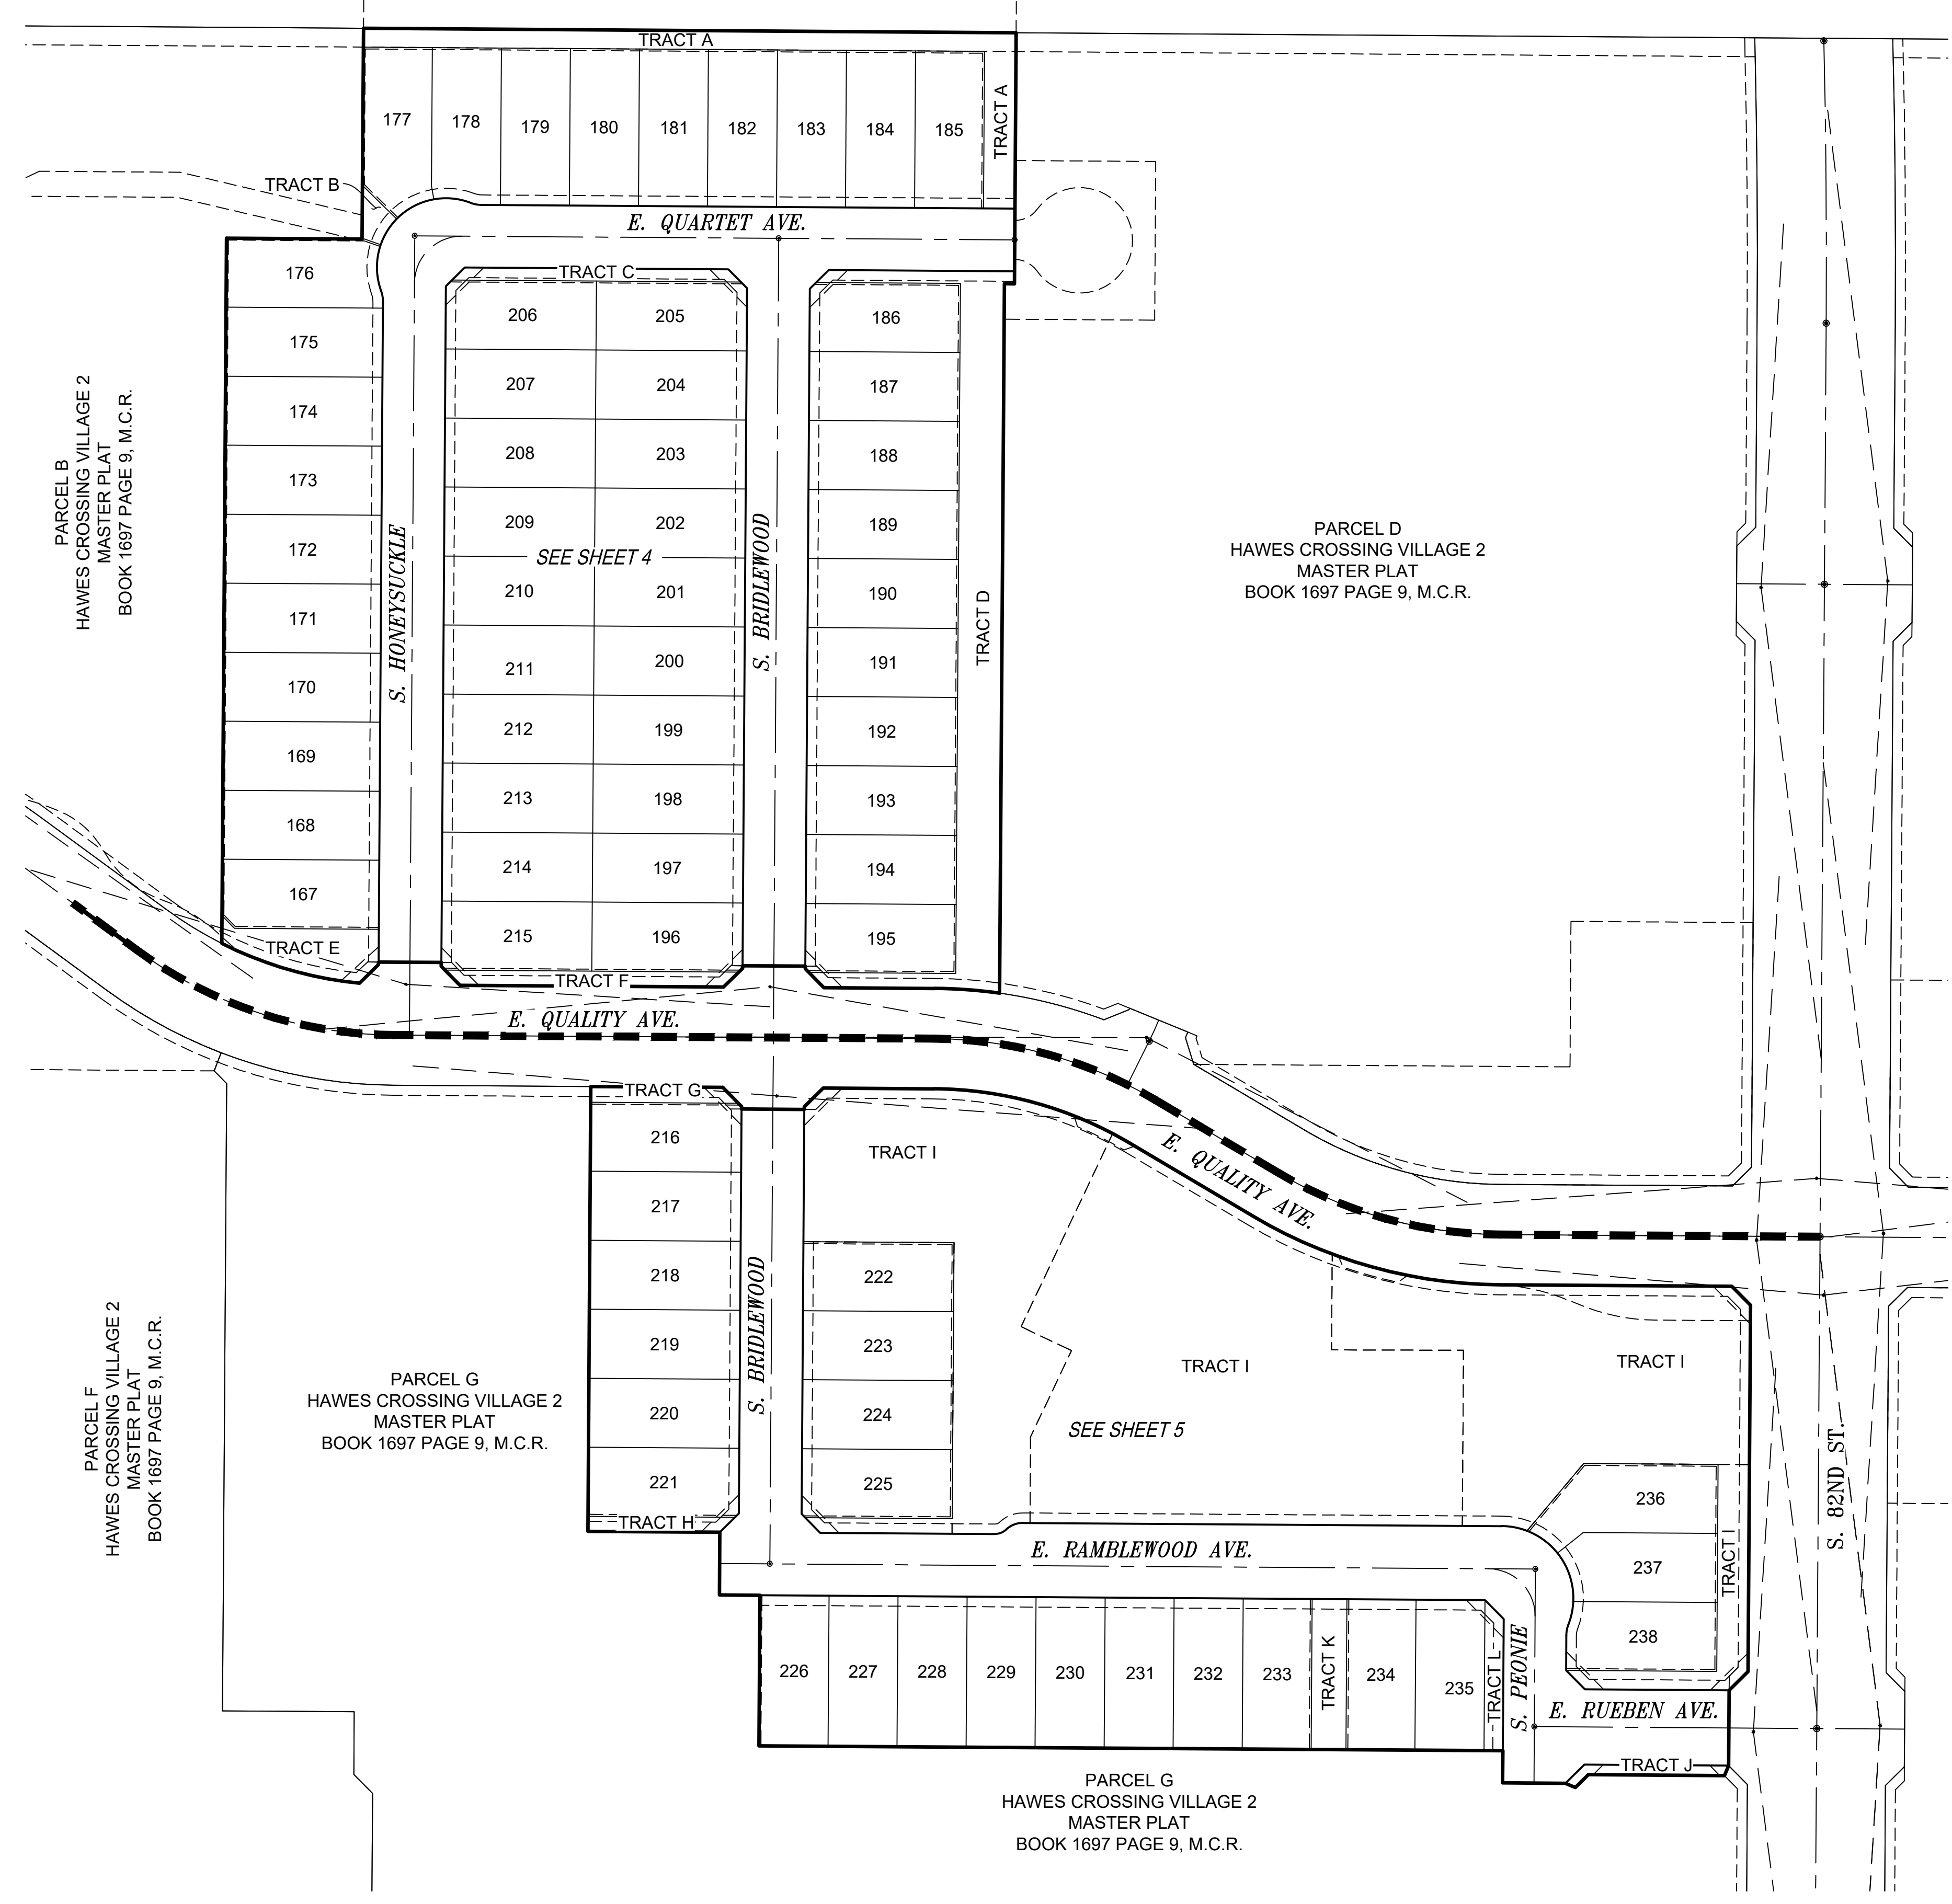 TRACT A
177
178
179
180
181
182
183
184
185
TRACT A
TRACT B
E. QUARTET AVE.
176
175
174
173
172
171
170
169
168
167
TRACT E
S. HONEYSUCKLE
TRACT C
206
205
207
204
208
203
209
202
SEE SHEET 4
210
201
211
200
212
199
213
198
214
197
215
196
TRACT F
S. BRIDLEWOOD
186
187
188
189
190
191
192
193
194
195
TRACT D
PARCEL B
HAWES CROSSING VILLAGE 2
MASTER PLAT
BOOK 1697 PAGE 9, M.C.R.
PARCEL D
HAWES CROSSING VILLAGE 2
MASTER PLAT
BOOK 1697 PAGE 9, M.C.R.
E. QUALITY AVE.
E. QUALITY AVE.
TRACT G
216
217
218
219
220
221
TRACT H
S. BRIDLEWOOD
TRACT I
222
223
224
225
TRACT I
SEE SHEET 5
TRACT I
236
237
238
TRACT I
S. 82ND ST.
PARCEL F
HAWES CROSSING VILLAGE 2
MASTER PLAT
BOOK 1697 PAGE 9, M.C.R.
PARCEL G
HAWES CROSSING VILLAGE 2
MASTER PLAT
BOOK 1697 PAGE 9, M.C.R.
E. RAMBLEWOOD AVE.
226
227
228
229
230
231
232
233
TRACT K
234
235
TRACT L
S. PEONIE
E. RUEBEN AVE.
TRACT J
PARCEL G
HAWES CROSSING VILLAGE 2
MASTER PLAT
BOOK 1697 PAGE 9, M.C.R.